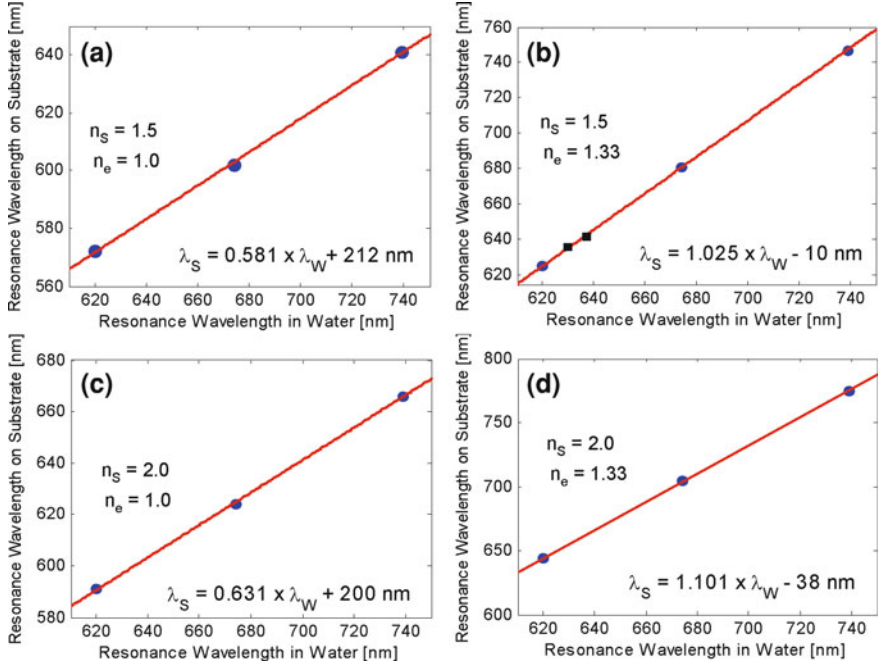 (a)
Resonance Wavelength on Substrate [nm]
640
620
600
580
560
n_S = 1.5
n_e = 1.0
λ_S = 0.581 x λ_W + 212 nm
620 640 660 680 700 720 740
Resonance Wavelength in Water [nm]
(b)
Resonance Wavelength on Substrate [nm]
760
740
720
700
680
660
640
620
n_S = 1.5
n_e = 1.33
λ_S = 1.025 x λ_W - 10 nm
620 640 660 680 700 720 740
Resonance Wavelength in Water [nm]
(c)
Resonance Wavelength on Substrate [nm]
680
660
640
620
600
580
n_S = 2.0
n_e = 1.0
λ_S = 0.631 x λ_W + 200 nm
620 640 660 680 700 720 740
Resonance Wavelength in Water [nm]
(d)
Resonance Wavelength on Substrate [nm]
800
750
700
650
600
n_S = 2.0
n_e = 1.33
λ_S = 1.101 x λ_W - 38 nm
620 640 660 680 700 720 740
Resonance Wavelength in Water [nm]